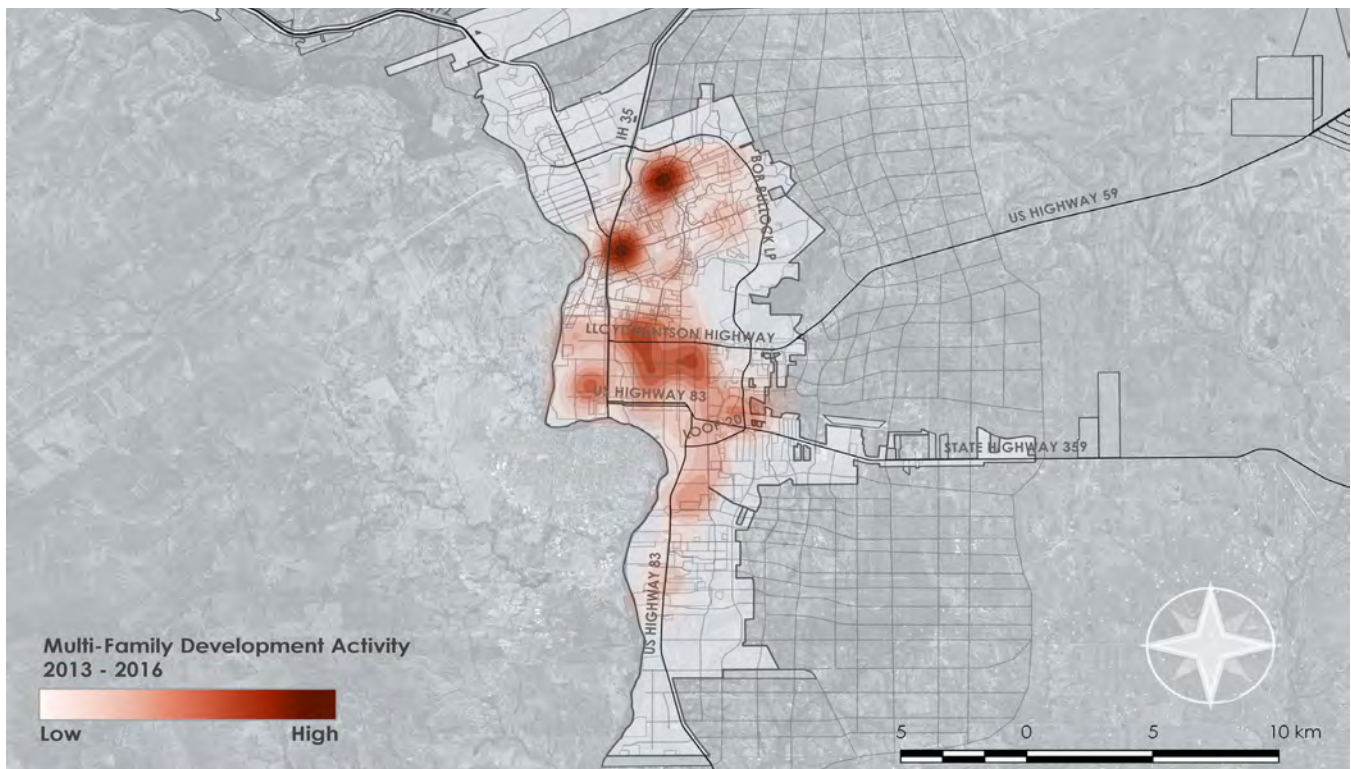 IH 35
BOB BULLOCK LP
US HIGHWAY 59
LLOYD BENTSON HIGHWAY
US HIGHWAY 83
LOOP 20
STATE HIGHWAY 359
US HIGHWAY 83
Multi-Family Development Activity
2013 - 2016
Low High
5 0 5 10 km